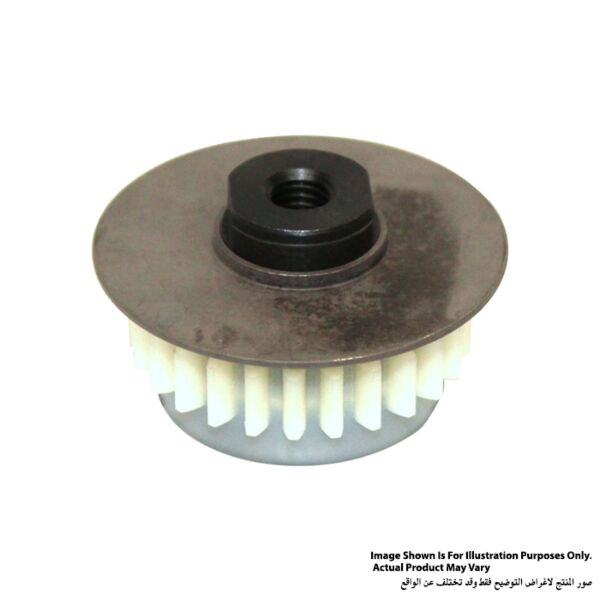 Image Shown Is For Illustration Purposes Only.
Actual Product May Vary
صور المنتج لاغراض التوضيح فقط وقد تختلف عن الواقع